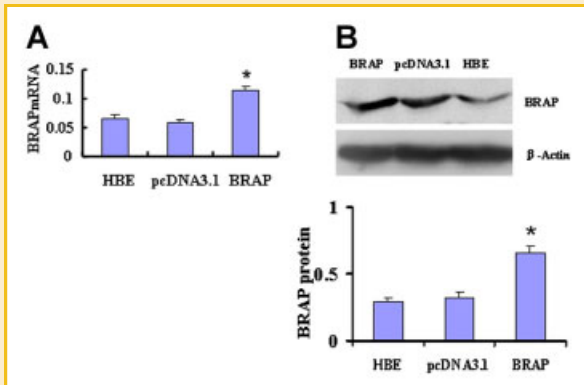 A
BRAPmRNA
0.15
0.1
0.05
0
*
HBE pcDNA3.1 BRAP
B
BRAP pcDNA3.1 HBE
BRAP
β-Actin
BRAP protein
1
0.5
0
*
HBE pcDNA3.1 BRAP